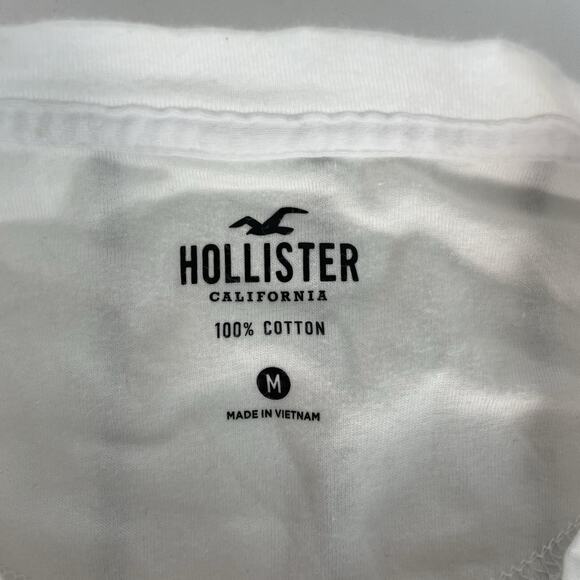 HOLLISTER
CALIFORNIA
100% COTTON
M
MADE IN VIETNAM